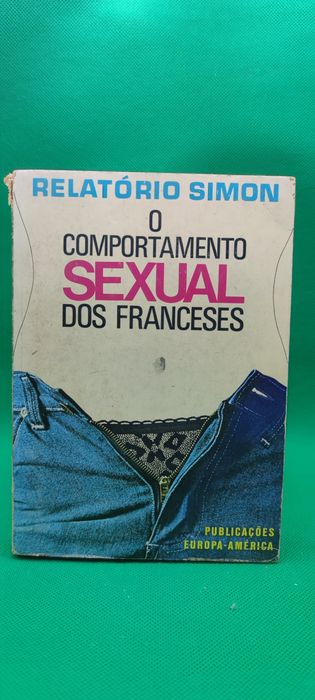 RELATÓRIO SIMON
O
COMPORTAMENTO
SEXUAL
DOS FRANCESES
PUBLICAÇÕES
EUROPA-AMÉRICA